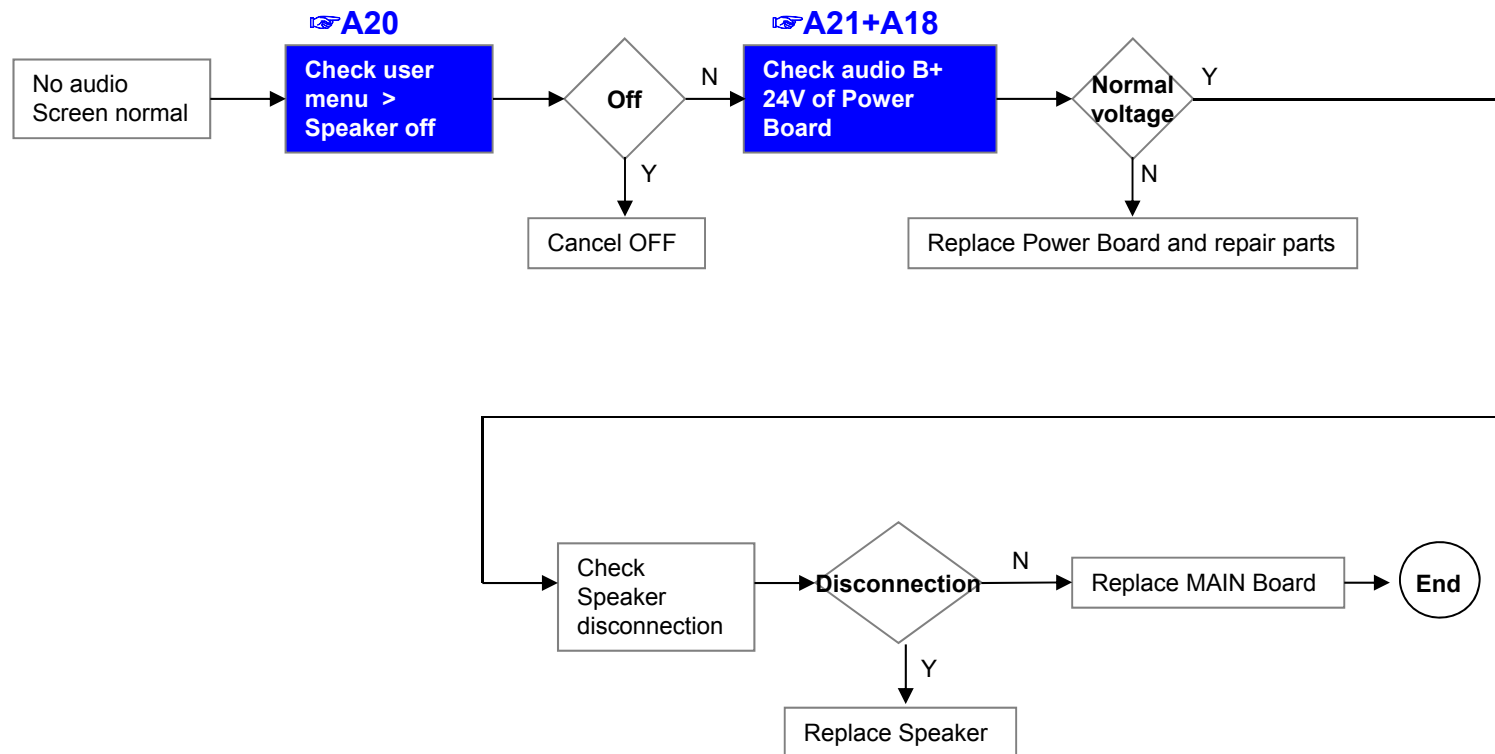 ☞A20
☞A21+A18
No audio
Screen normal
Check user
menu >
Speaker off
Off
N
Y
Cancel OFF
Check audio B+
24V of Power
Board
Normal
voltage
Y
N
Replace Power Board and repair parts
Check
Speaker
disconnection
Disconnection
N
Replace MAIN Board
End
Y
Replace Speaker